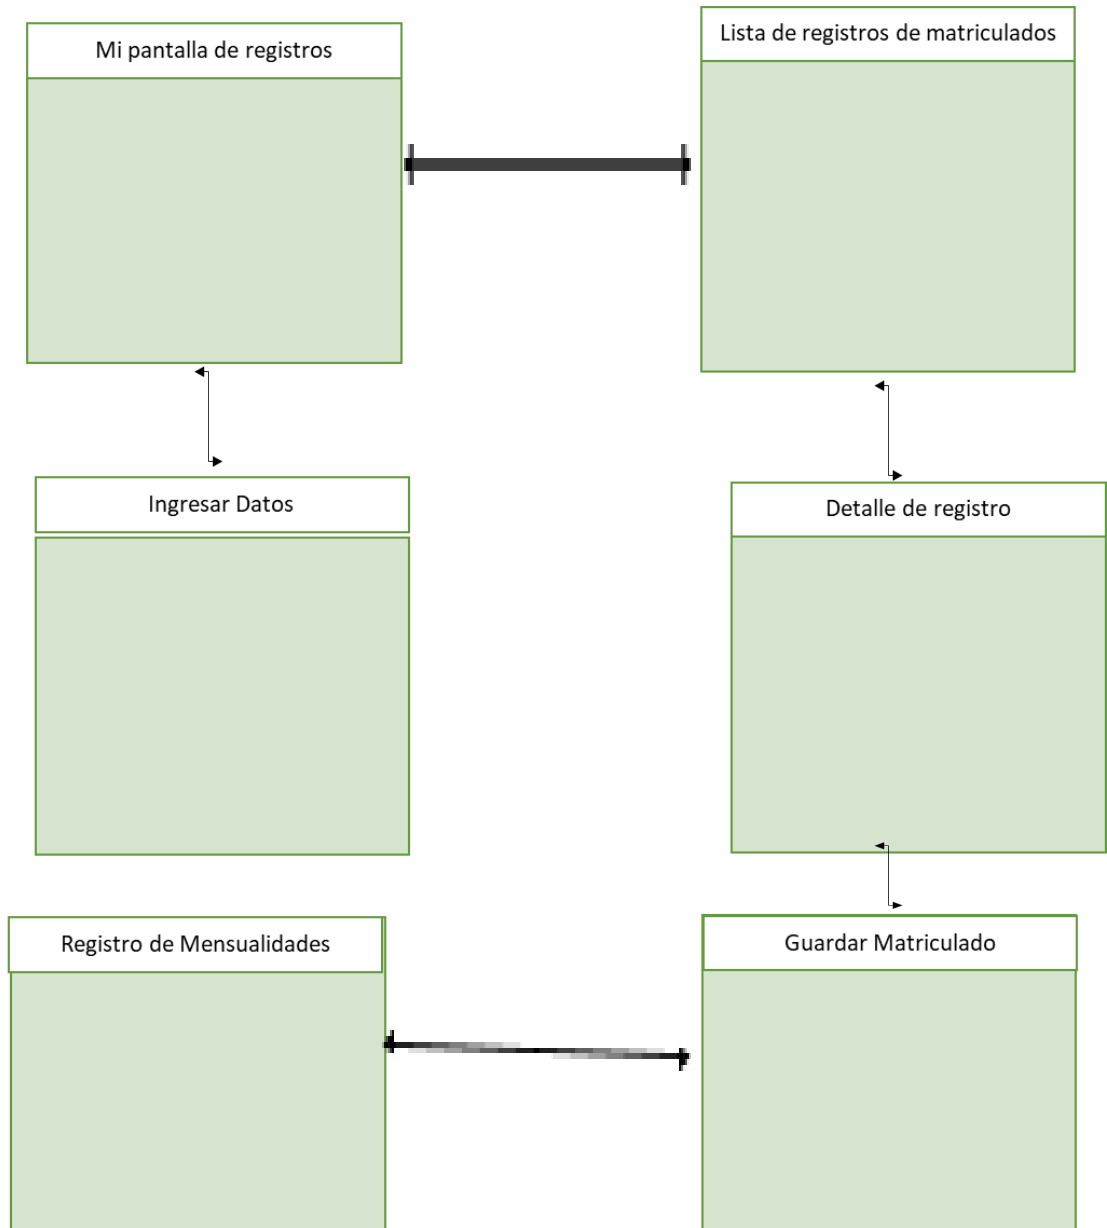 Mi pantalla de registros
Lista de registros de matriculados
Ingresar Datos
Detalle de registro
Registro de Mensualidades
Guardar Matriculado